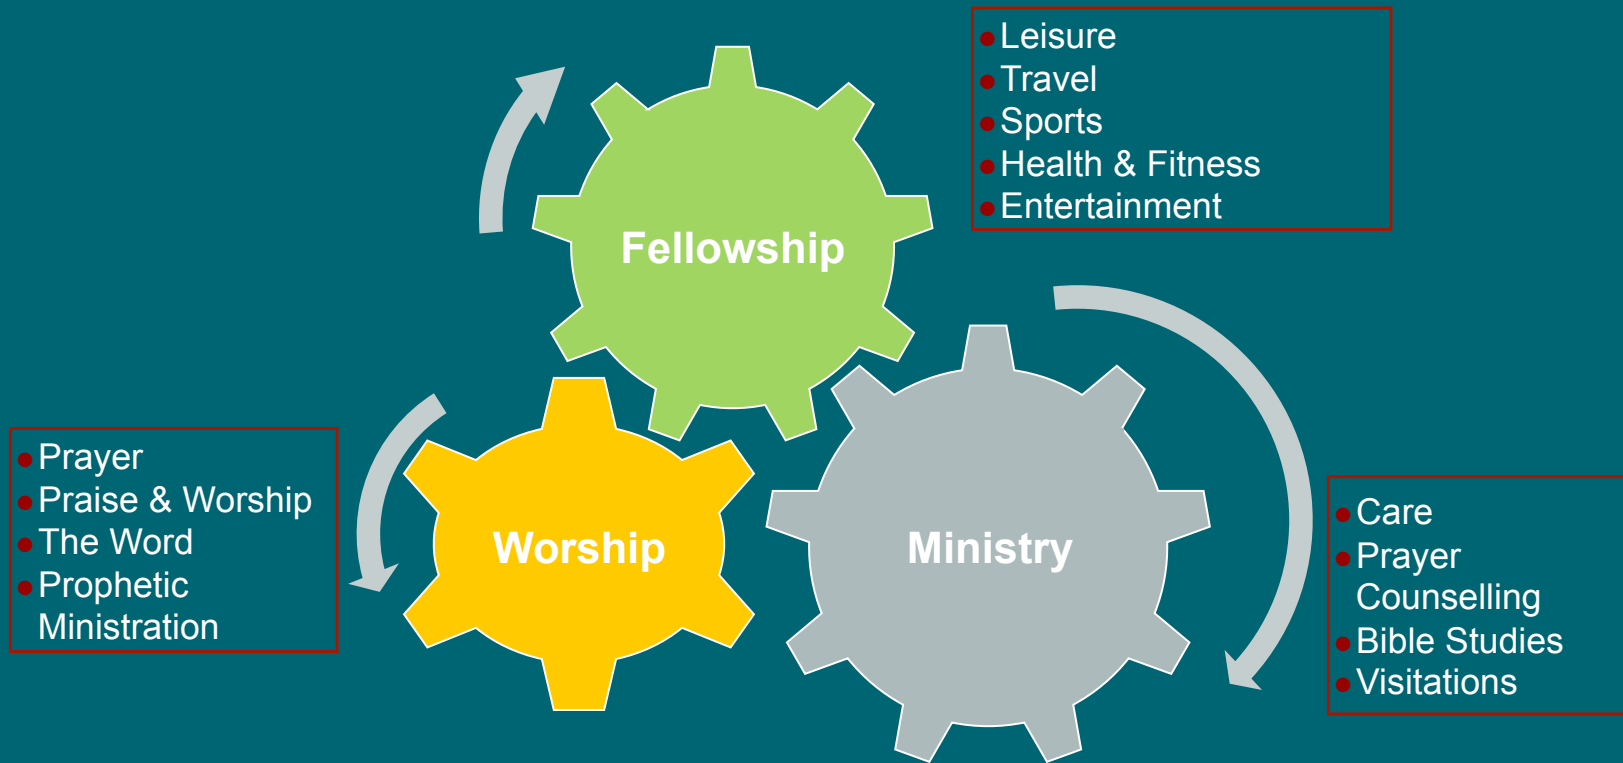 Leisure
Travel
Sports
Health & Fitness
Entertainment
Fellowship
Prayer
Praise & Worship
The Word
Prophetic
Ministration
Worship
Ministry
Care
Prayer
Counselling
Bible Studies
Visitations